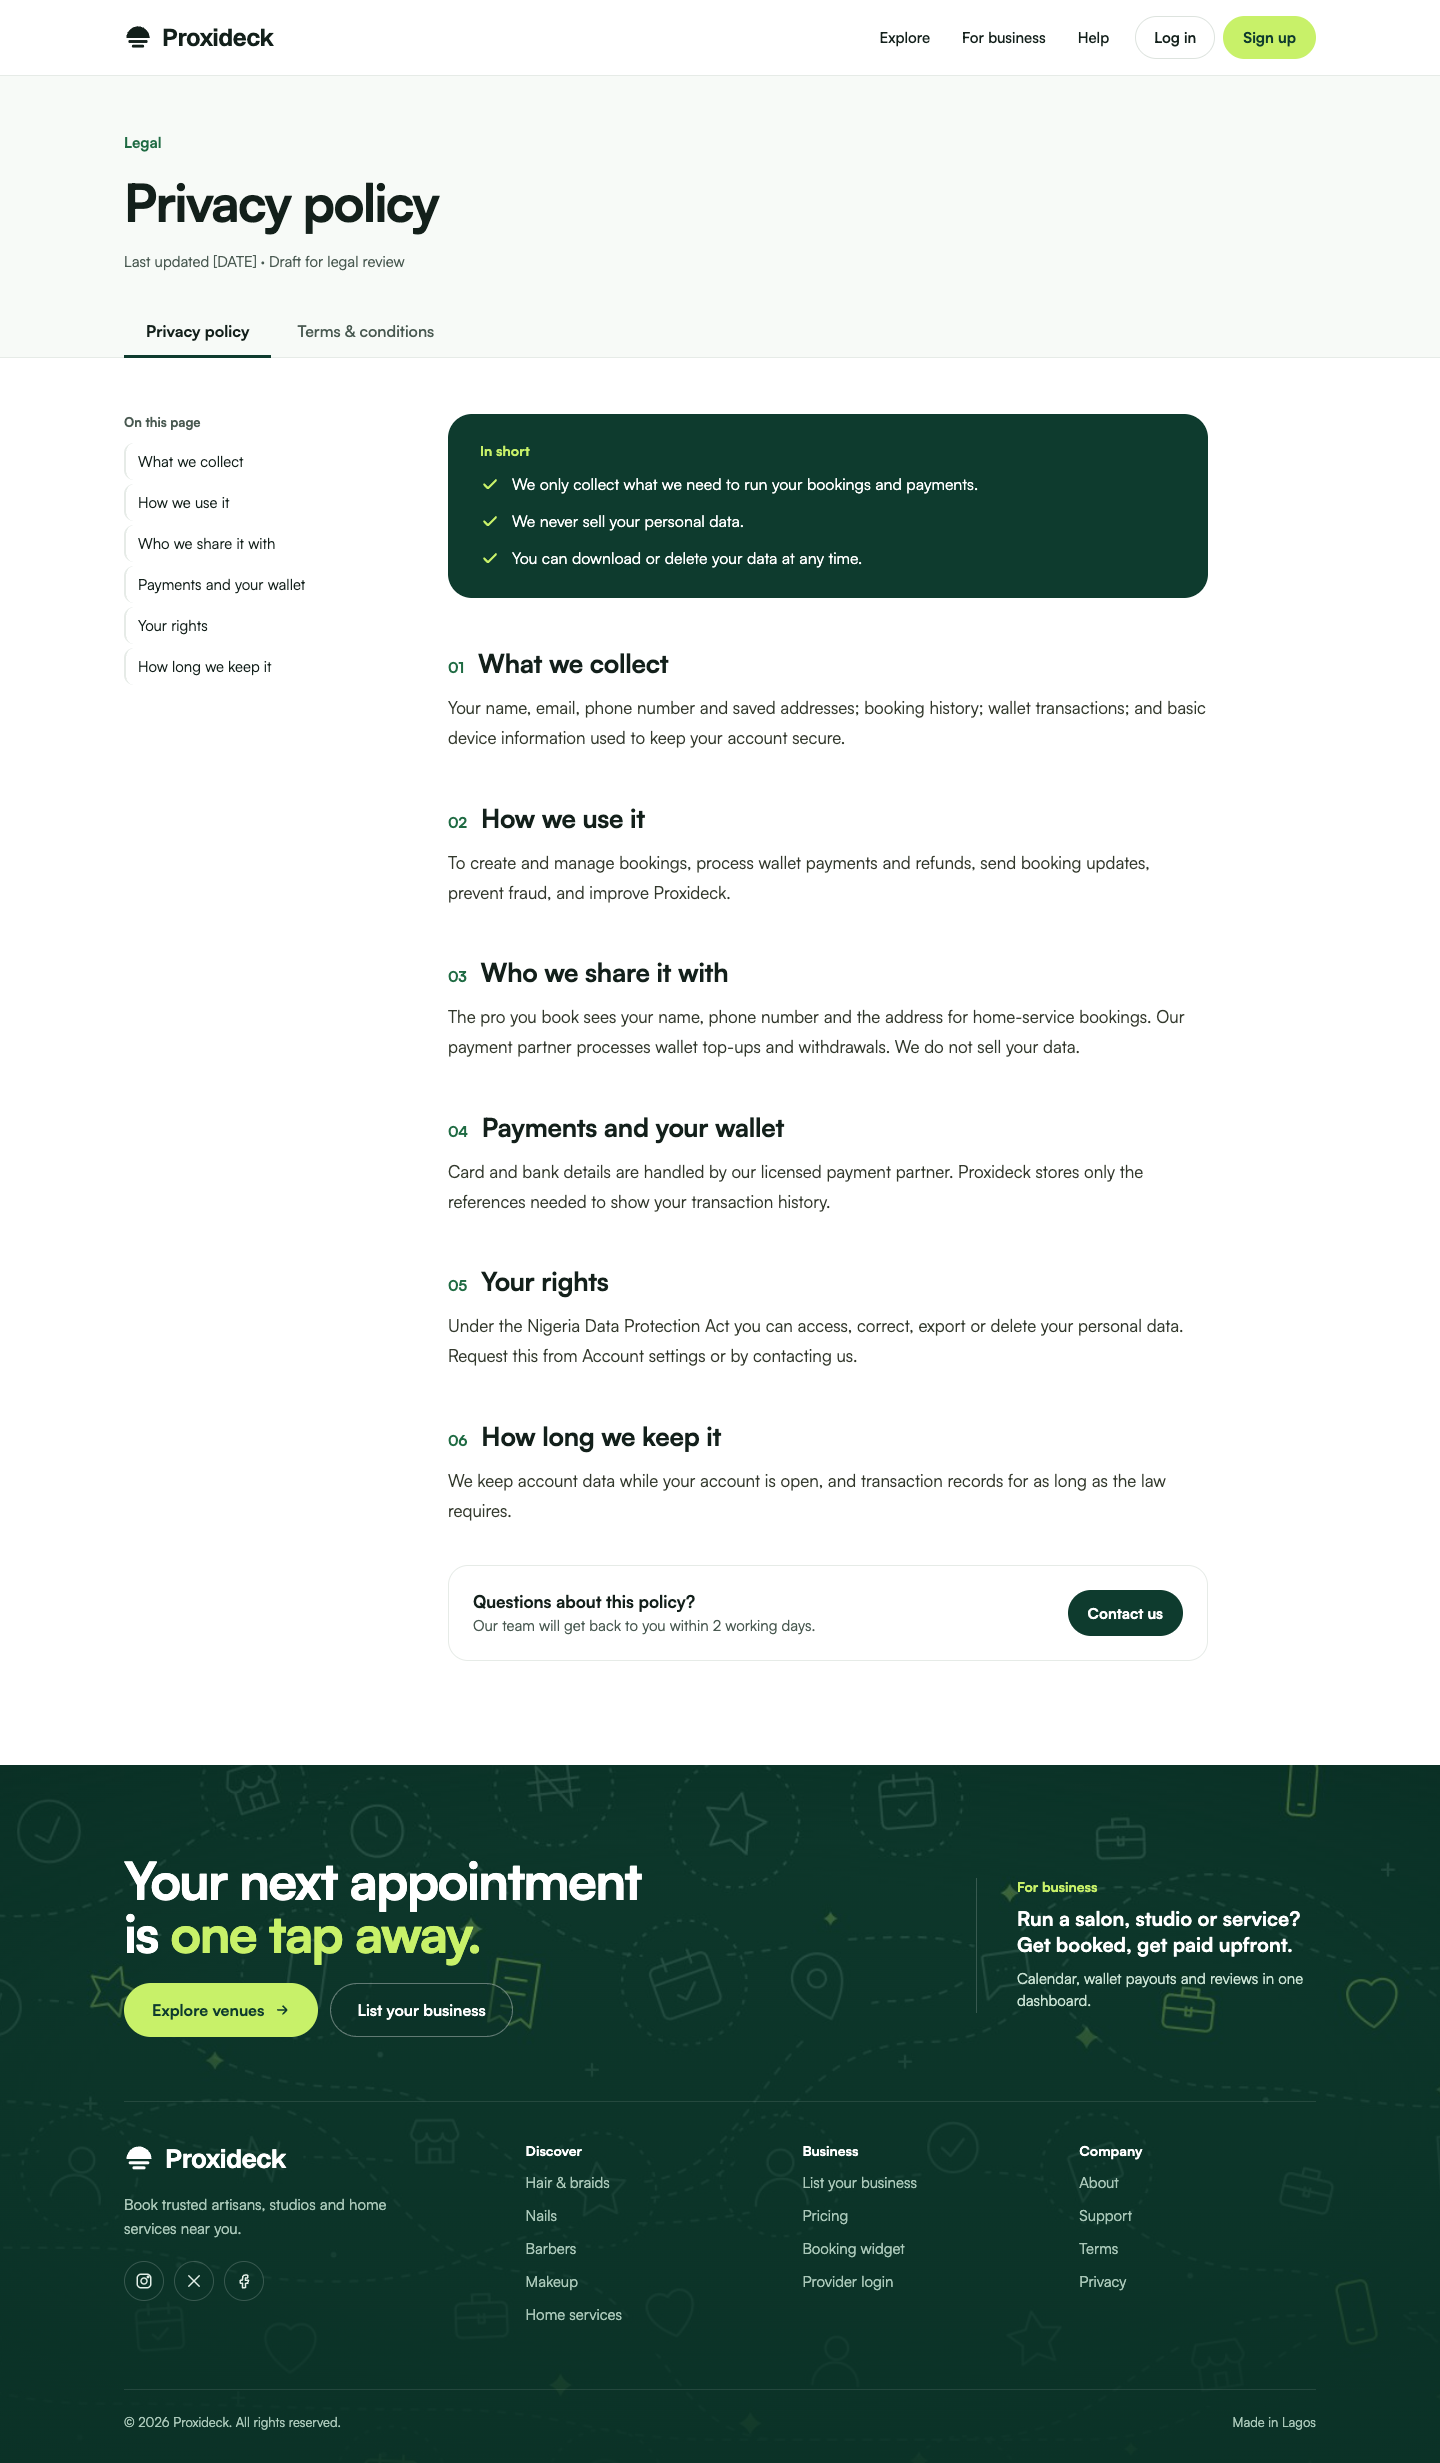 Proxideck
Explore
For business
Help
Log in
Sign up
Legal
Privacy policy
Last updated [DATE] · Draft for legal review
Privacy policy
Terms & conditions
On this page
What we collect
How we use it
Who we share it with
Payments and your wallet
Your rights
How long we keep it
In short
We only collect what we need to run your bookings and payments.
We never sell your personal data.
You can download or delete your data at any time.
01 What we collect
Your name, email, phone number and saved addresses; booking history; wallet transactions; and basic
device information used to keep your account secure.
02 How we use it
To create and manage bookings, process wallet payments and refunds, send booking updates,
prevent fraud, and improve Proxideck.
03 Who we share it with
The pro you book sees your name, phone number and the address for home-service bookings. Our
payment partner processes wallet top-ups and withdrawals. We do not sell your data.
04 Payments and your wallet
Card and bank details are handled by our licensed payment partner. Proxideck stores only the
references needed to show your transaction history.
05 Your rights
Under the Nigeria Data Protection Act you can access, correct, export or delete your personal data.
Request this from Account settings or by contacting us.
06 How long we keep it
We keep account data while your account is open, and transaction records for as long as the law
requires.
Questions about this policy?
Our team will get back to you within 2 working days.
Contact us
Your next appointment
is one tap away.
Explore venues
List your business
For business
Run a salon, studio or service?
Get booked, get paid upfront.
Calendar, wallet payouts and reviews in one
dashboard.
Proxideck
Book trusted artisans, studios and home
services near you.
Discover
Hair & braids
Nails
Barbers
Makeup
Home services
Business
List your business
Pricing
Booking widget
Provider login
Company
About
Support
Terms
Privacy
© 2026 Proxideck. All rights reserved.
Made in Lagos